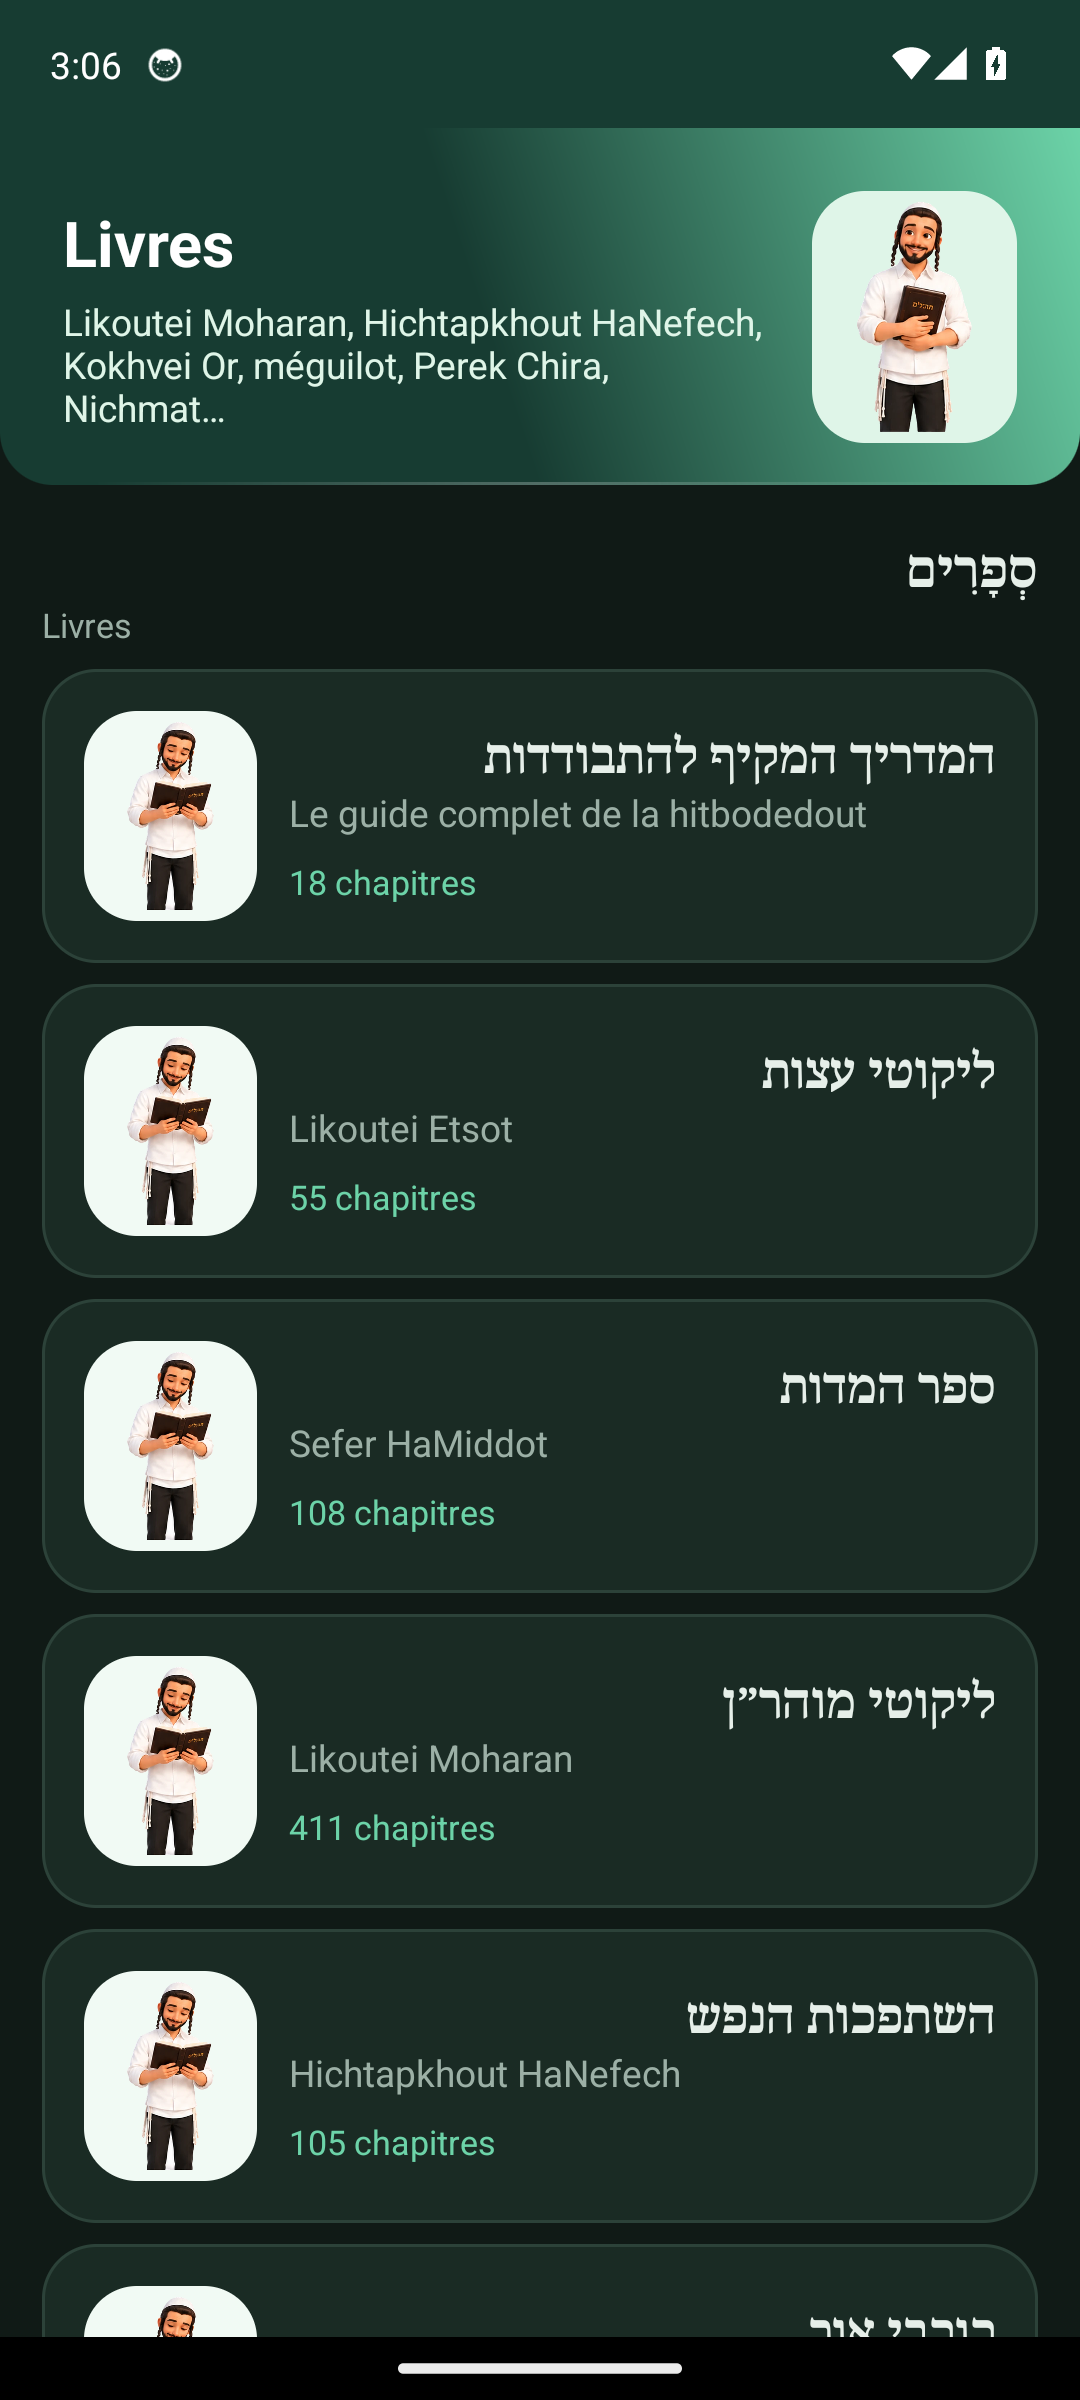 3:06
Livres
Likoutei Moharan, Hichtapkhout HaNefech,
Kokhvei Or, méguilot, Perek Chira,
Nichmat…
סְפָרִים
Livres
המדריך המקיף להתבודדות
Le guide complet de la hitbodedout
18 chapitres
ליקוטי עצות
Likoutei Etsot
55 chapitres
ספר המדות
Sefer HaMiddot
108 chapitres
ליקוטי מוהר״ן
Likoutei Moharan
411 chapitres
השתפכות הנפש
Hichtapkhout HaNefech
105 chapitres
כוכבי אור